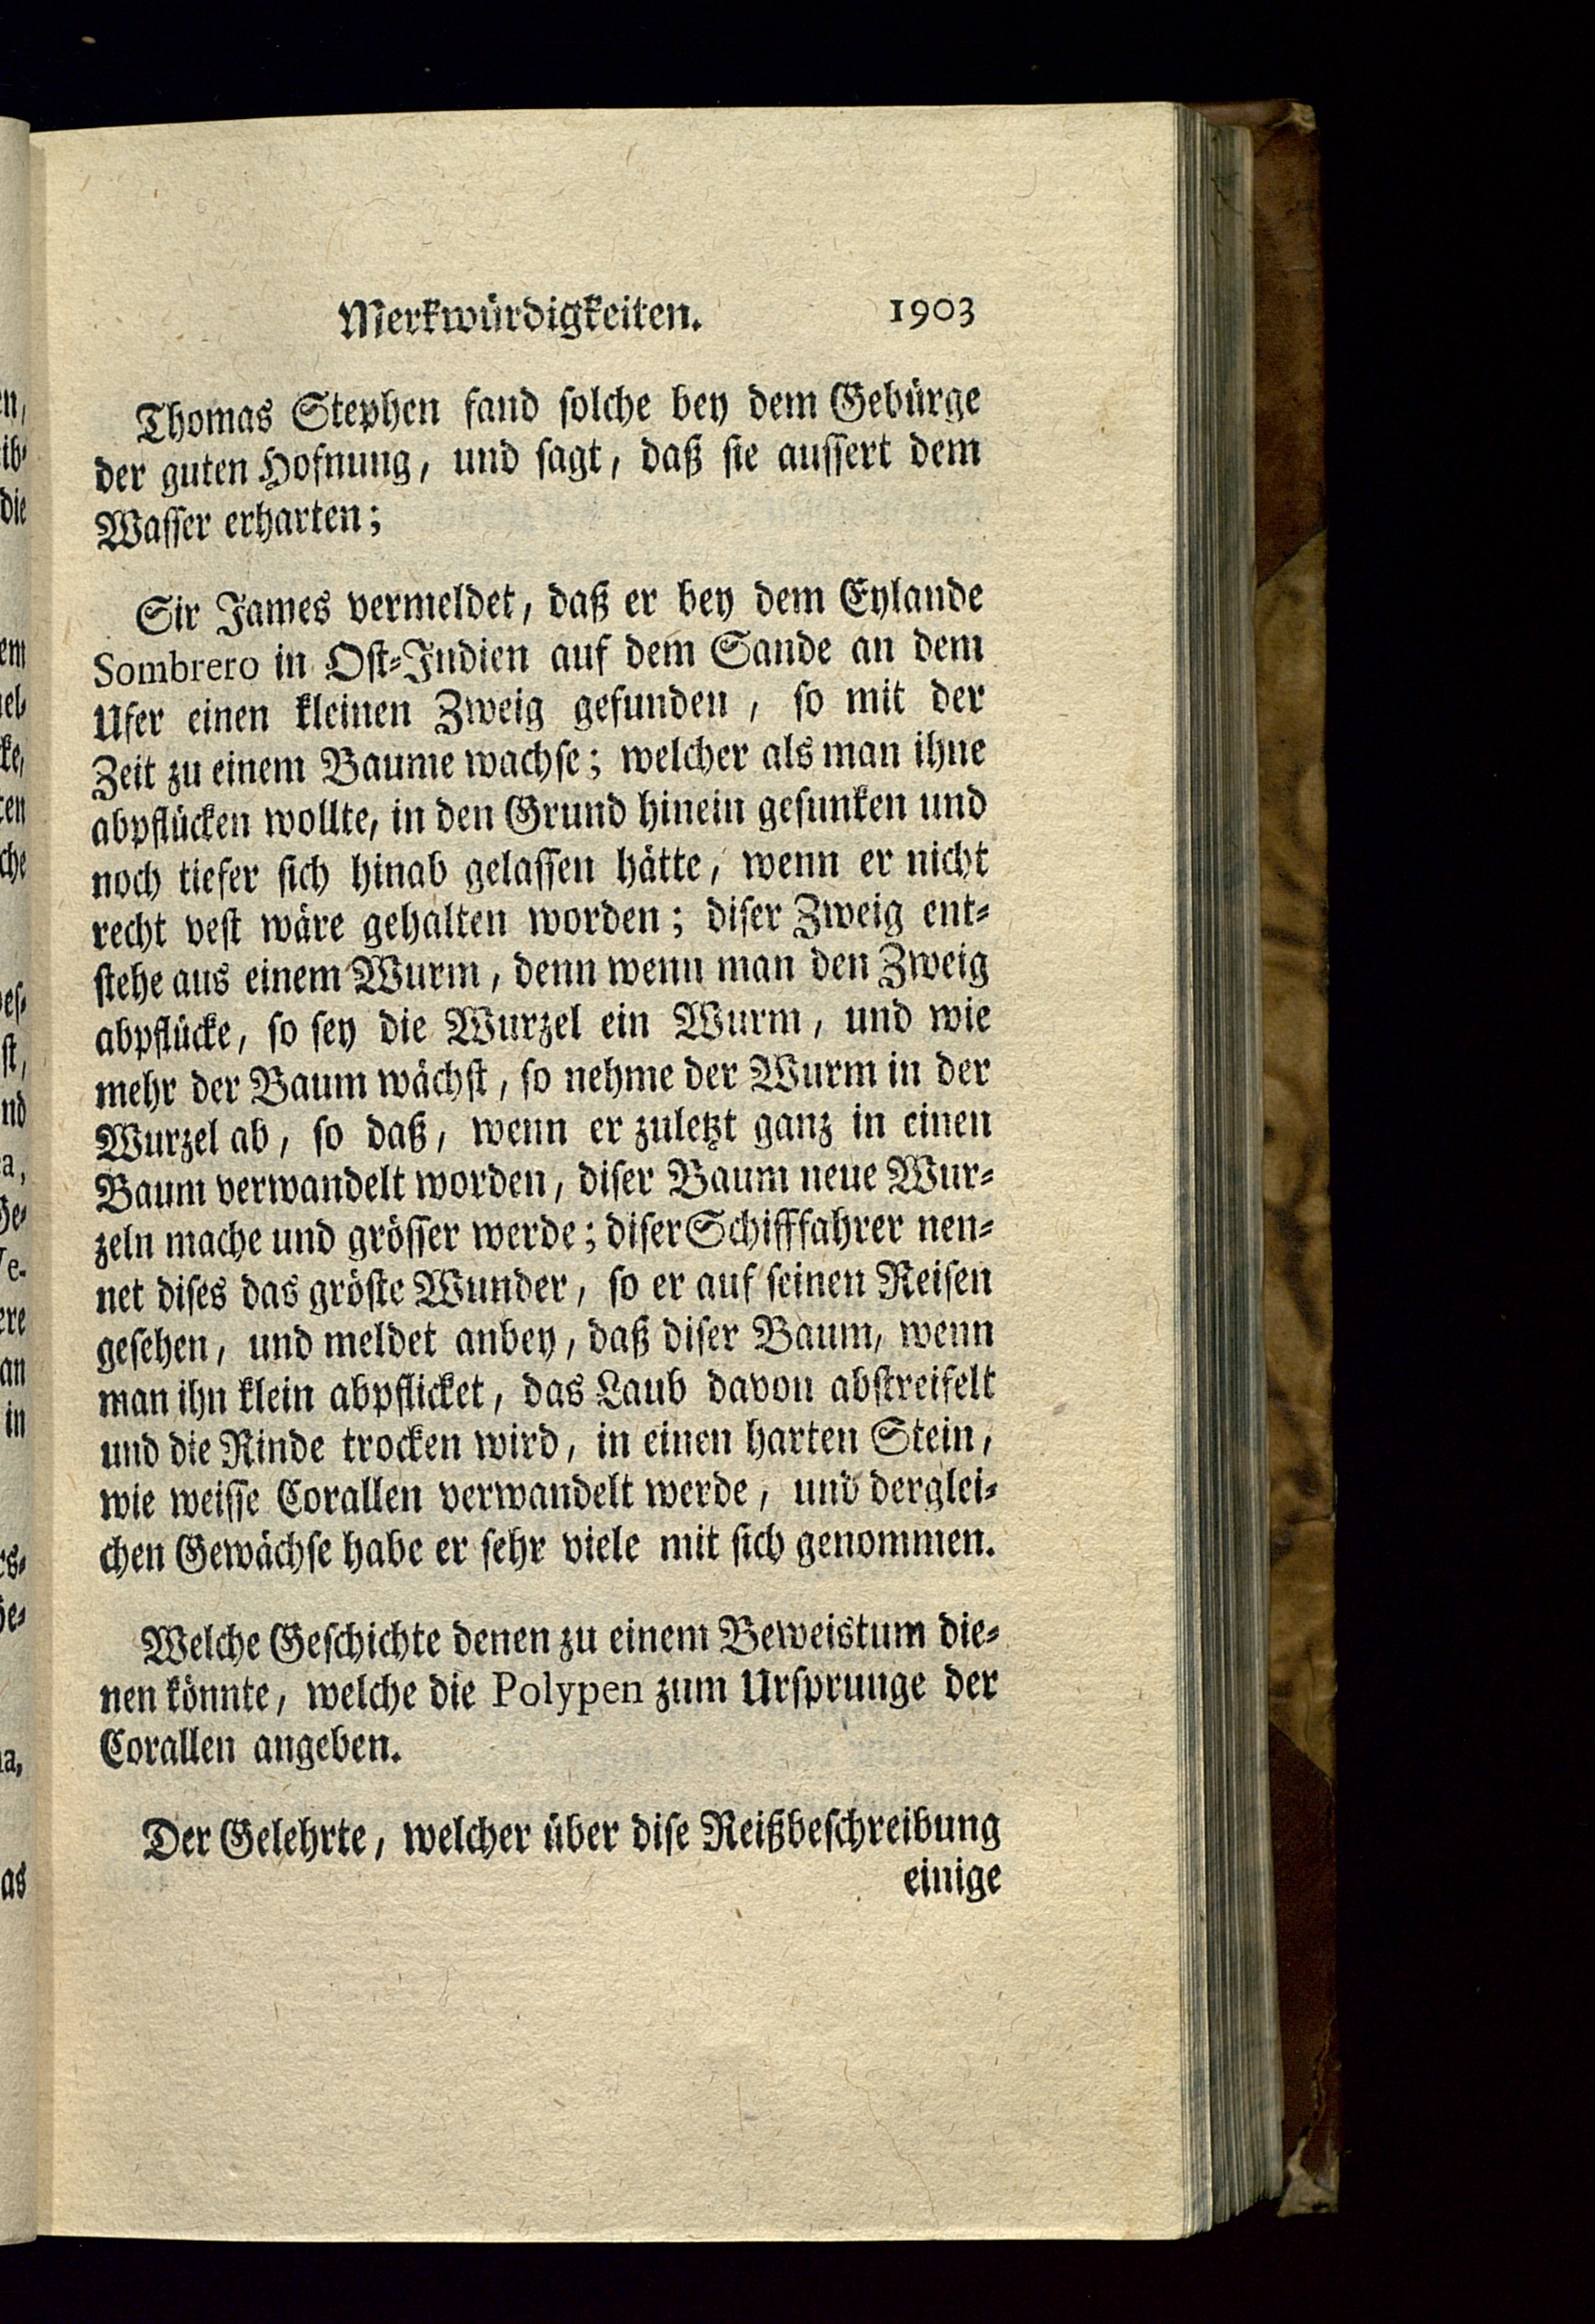 Merkwürdigkeiten. 1903
Thomas Stephen fand solche bey dem Gebürge
der guten Hofnung, und sagt, daß sie aussert dem
Wasser erharten;
Sir James vermeldet, daß er bey dem Eylande
Sombrero in Ost-Indien auf dem Sande an dem
Ufer einen kleinen Zweig gefunden, so mit der
Zeit zu einem Baume wachse; welcher als man ihne
abpflücken wollte, in den Grund hinein gesunken und
noch tiefer sich hinab gelassen hätte, wenn er nicht
recht vest wäre gehalten worden; diser Zweig ent-
stehe aus einem Wurm, denn wenn man den Zweig
abpflücke, so sey die Wurzel ein Wurm, und wie
mehr der Baum wächst, so nehme der Wurm in der
Wurzel ab, so daß, wenn er zuletzt ganz in einen
Baum verwandelt worden, diser Baum neue Wur-
zeln mache und grösser werde; diser Schifffahrer nen-
net dises das gröste Wunder, so er auf seinen Reisen
gesehen, und meldet anbey, daß diser Baum, wenn
man ihn klein abpflicket, das Laub davon abstreifelt
und die Rinde trocken wird, in einen harten Stein,
wie weisse Corallen verwandelt werde, und derglei-
chen Gewächse habe er sehr viele mit sich genommen.
Welche Geschichte denen zu einem Beweistum die-
nen könnte, welche die Polypen zum Ursprunge der
Corallen angeben.
Der Gelehrte, welcher über dise Reißbeschreibung
einige